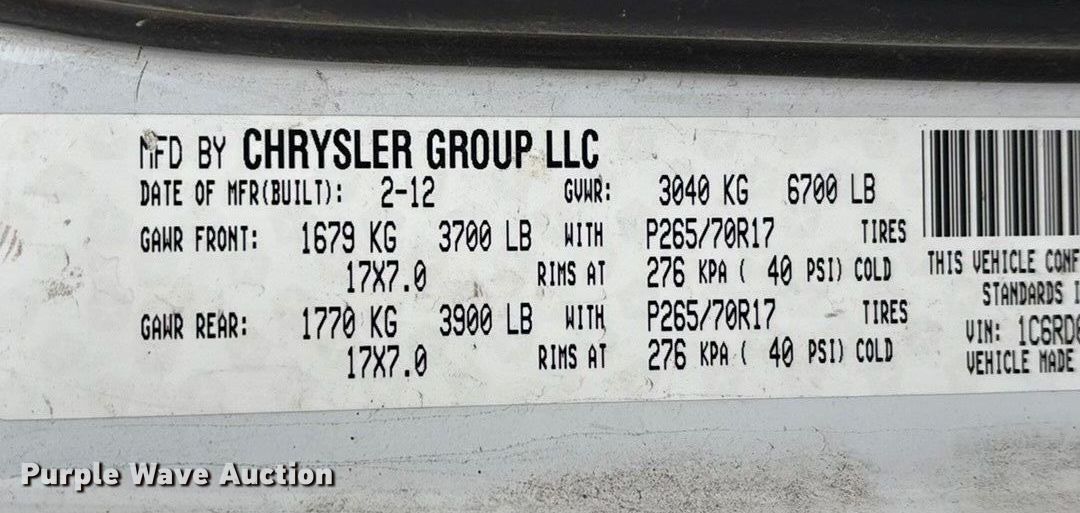 MFD BY CHRYSLER GROUP LLC
DATE OF MFR(BUILT): 2-12 GVWR: 3040 KG 6700 LB
GAWR FRONT: 1679 KG 3700 LB WITH P265/70R17 TIRES
17X7.0 RIMS AT 276 KPA ( 40 PSI) COLD
GAWR REAR: 1770 KG 3900 LB WITH P265/70R17 TIRES
17X7.0 RIMS AT 276 KPA ( 40 PSI) COLD
THIS VEHICLE CONF
STANDARDS I
VIN: 1C6RD
VEHICLE MADE
Purple Wave Auction